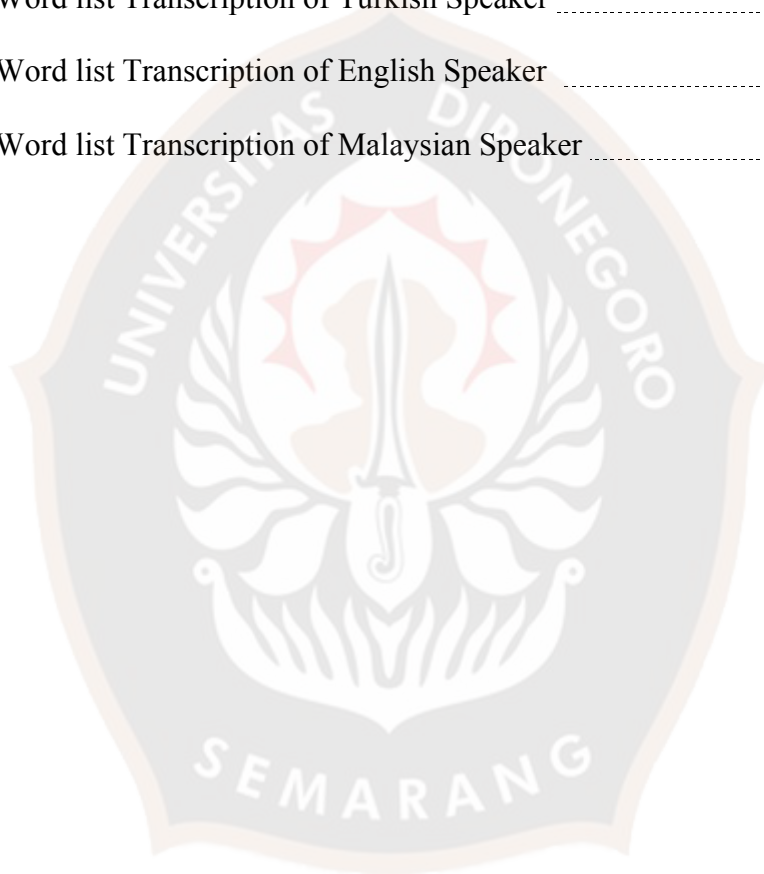 Word list Transcription of Turkish Speaker
Word list Transcription of English Speaker
Word list Transcription of Malaysian Speaker
UNIVERSITAS DIPONEGORO
SEMARANG